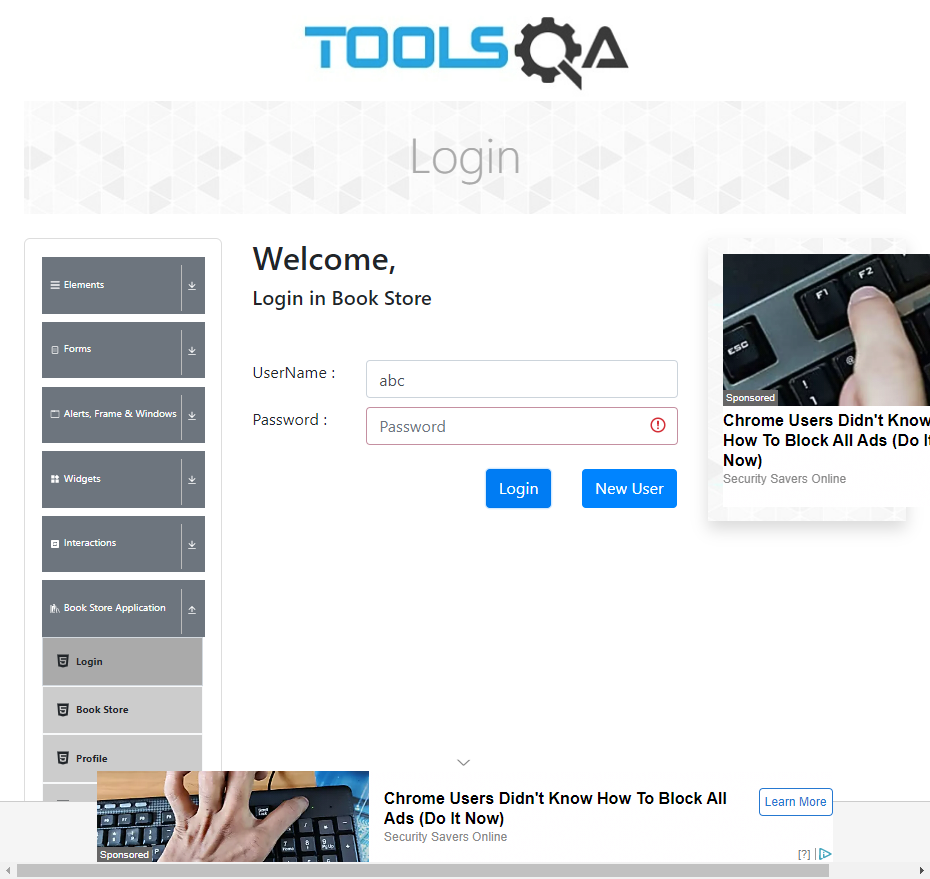 TOOLSQA
Login
Elements
Forms
Alerts, Frame & Windows
Widgets
Interactions
Book Store Application
Login
Book Store
Profile
Welcome,
Login in Book Store
UserName :
abc
Password :
Password
Login
New User
ESC
F1
F2
@
Sponsored
Chrome Users Didn't Know
How To Block All Ads (Do It
Now)
Security Savers Online
Sponsored
Chrome Users Didn't Know How To Block All
Ads (Do It Now)
Security Savers Online
Learn More
[?]